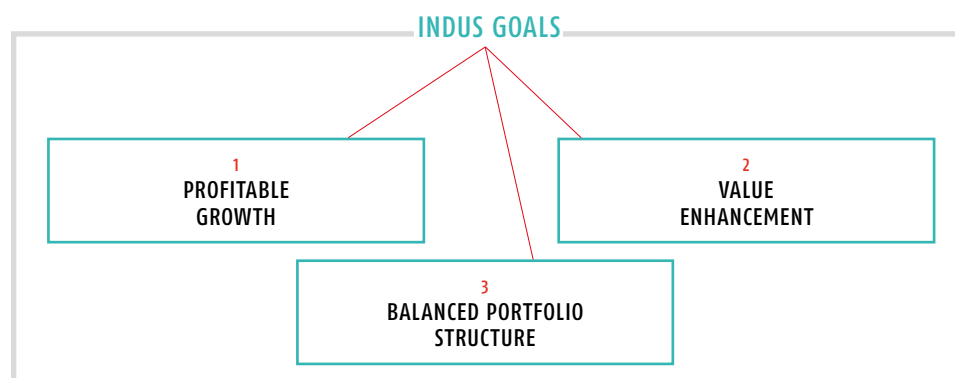 INDUS GOALS
1
PROFITABLE
GROWTH
2
VALUE
ENHANCEMENT
3
BALANCED PORTFOLIO
STRUCTURE